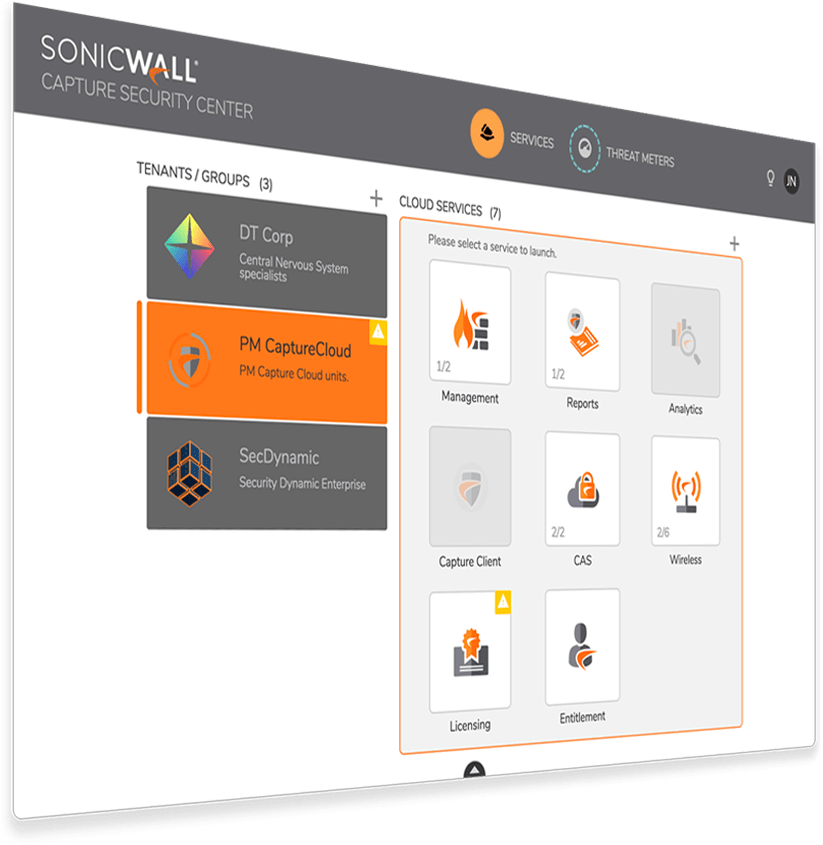 SONICWALL®
CAPTURE SECURITY CENTER
SERVICES
THREAT METERS
JN
TENANTS / GROUPS (3)
+
DT Corp
Central Nervous System
specialists
PM CaptureCloud
PM Capture Cloud units.
SecDynamic
Security Dynamic Enterprise
CLOUD SERVICES (7)
+
Please select a service to launch.
1/2
Management
1/2
Reports
Analytics
Capture Client
2/2
CAS
2/6
Wireless
Licensing
Entitlement